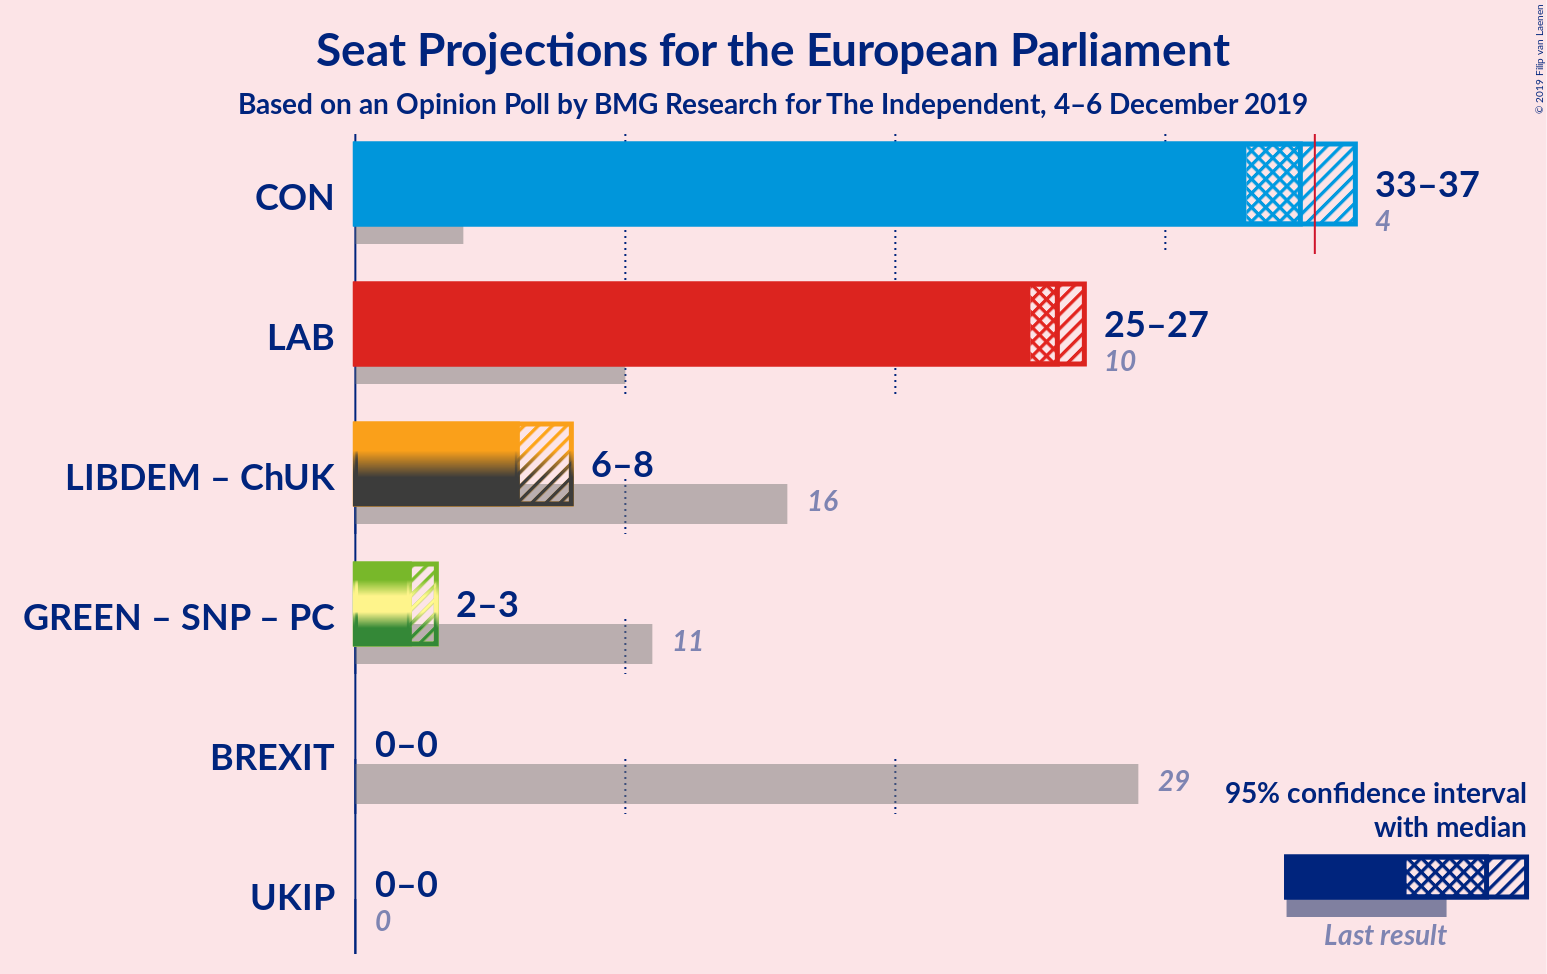 Seat Projections for the European Parliament
Based on an Opinion Poll by BMG Research for The Independent, 4–6 December 2019
© 2019 Filip van Laenen
CON
33–37
4
LAB
25–27
10
LIBDEM – ChUK
6–8
16
GREEN – SNP – PC
2–3
11
BREXIT
0–0
29
UKIP
0–0
0
95% confidence interval
with median
Last result